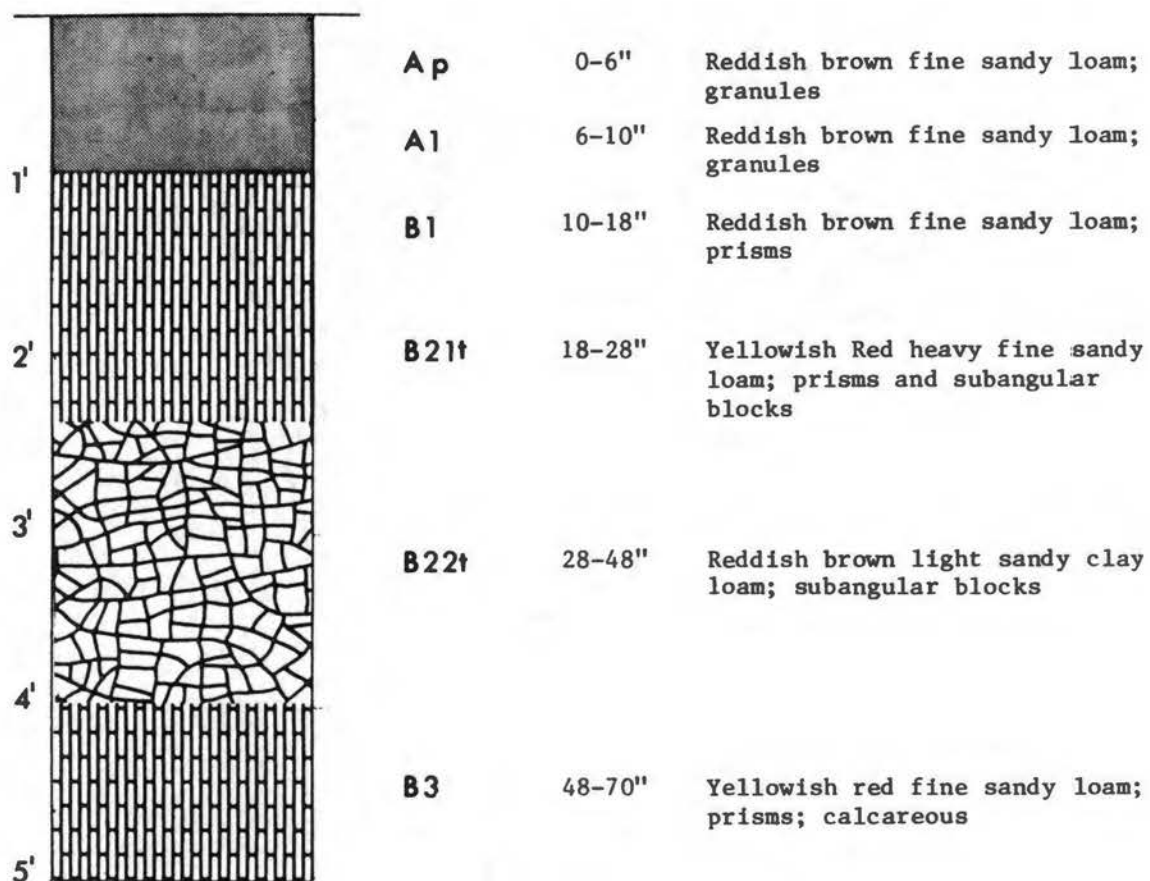 Ap 0-6" Reddish brown fine sandy loam;
granules
A1 6-10" Reddish brown fine sandy loam;
granules
1'
B1 10-18" Reddish brown fine sandy loam;
prisms
2'
B21t 18-28" Yellowish Red heavy fine sandy
loam; prisms and subangular
blocks
3'
B22t 28-48" Reddish brown light sandy clay
loam; subangular blocks
4'
B3 48-70" Yellowish red fine sandy loam;
prisms; calcareous
5'